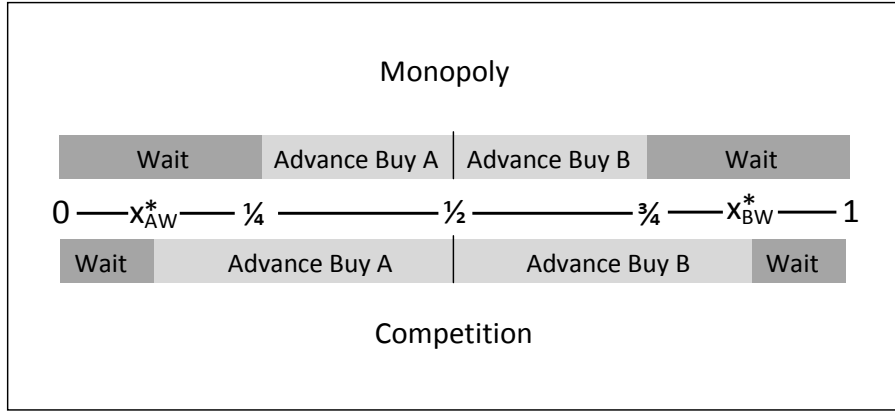 Monopoly
Wait Advance Buy A Advance Buy B Wait
0 x*AW ¼ ½ ¾ x*BW 1
Wait Advance Buy A Advance Buy B Wait
Competition